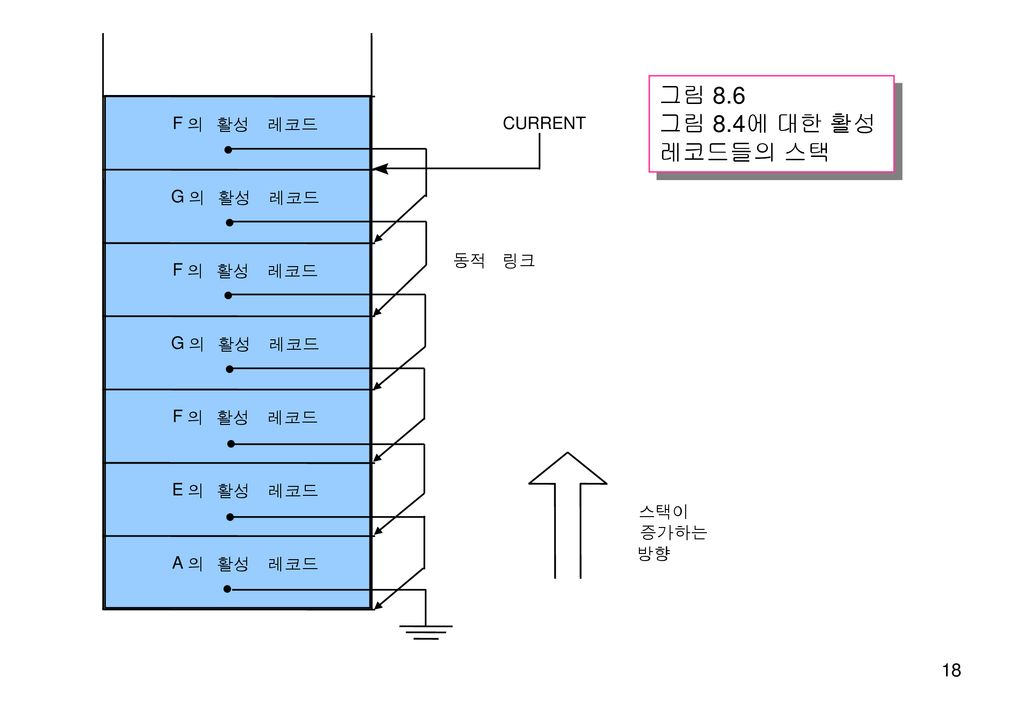 그림 8.6
그림 8.4에 대한 활성
레코드들의 스택
F 의 활성 레코드
CURRENT
G 의 활성 레코드
동적 링크
F 의 활성 레코드
G 의 활성 레코드
F 의 활성 레코드
E 의 활성 레코드
A 의 활성 레코드
스택이
증가하는
방향
18